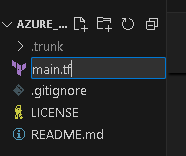 AZURE_...
.trunk
main.tf
.gitignore
LICENSE
README.md